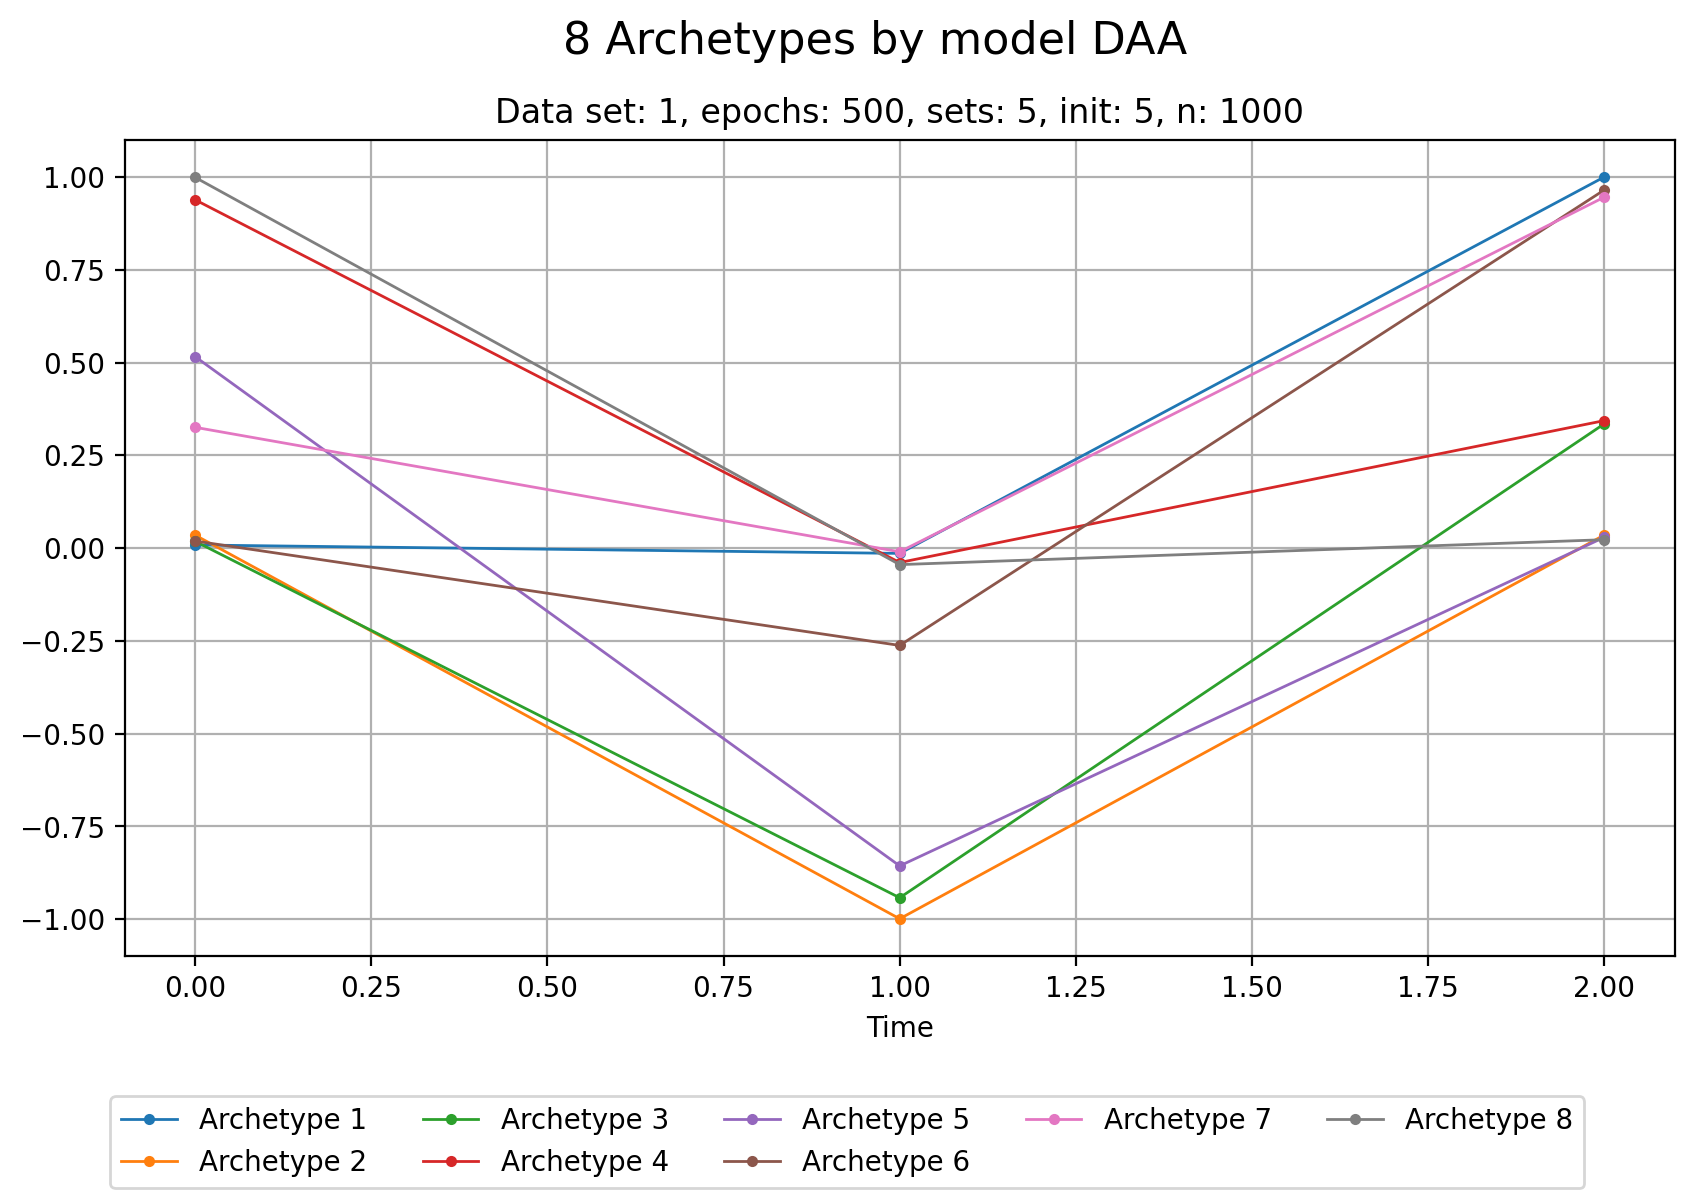 8 Archetypes by model DAA
Data set: 1, epochs: 500, sets: 5, init: 5, n: 1000
1.00
0.75
0.50
0.25
0.00
−0.25
−0.50
−0.75
−1.00
0.00 0.25 0.50 0.75 1.00 1.25 1.50 1.75 2.00
Time
Archetype 1 Archetype 3 Archetype 5 Archetype 7 Archetype 8
Archetype 2 Archetype 4 Archetype 6